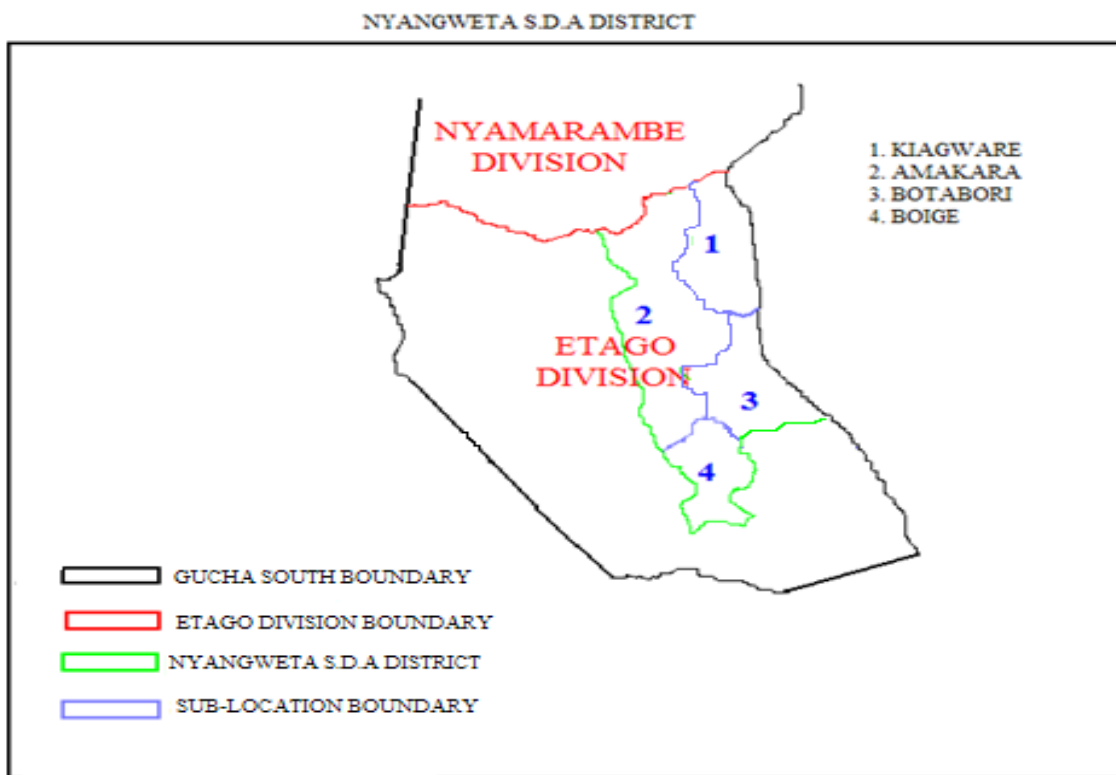 NYANGWETA S.D.A DISTRICT
NYAMARAMBE
DIVISION
1. KIAGWARE
2. AMAKARA
3. BOTABORI
4. BOIGE
1
2
ETAGO
DIVISION
3
4
GUCHA SOUTH BOUNDARY
ETAGO DIVISION BOUNDARY
NYANGWETA S.D.A DISTRICT
SUB-LOCATION BOUNDARY